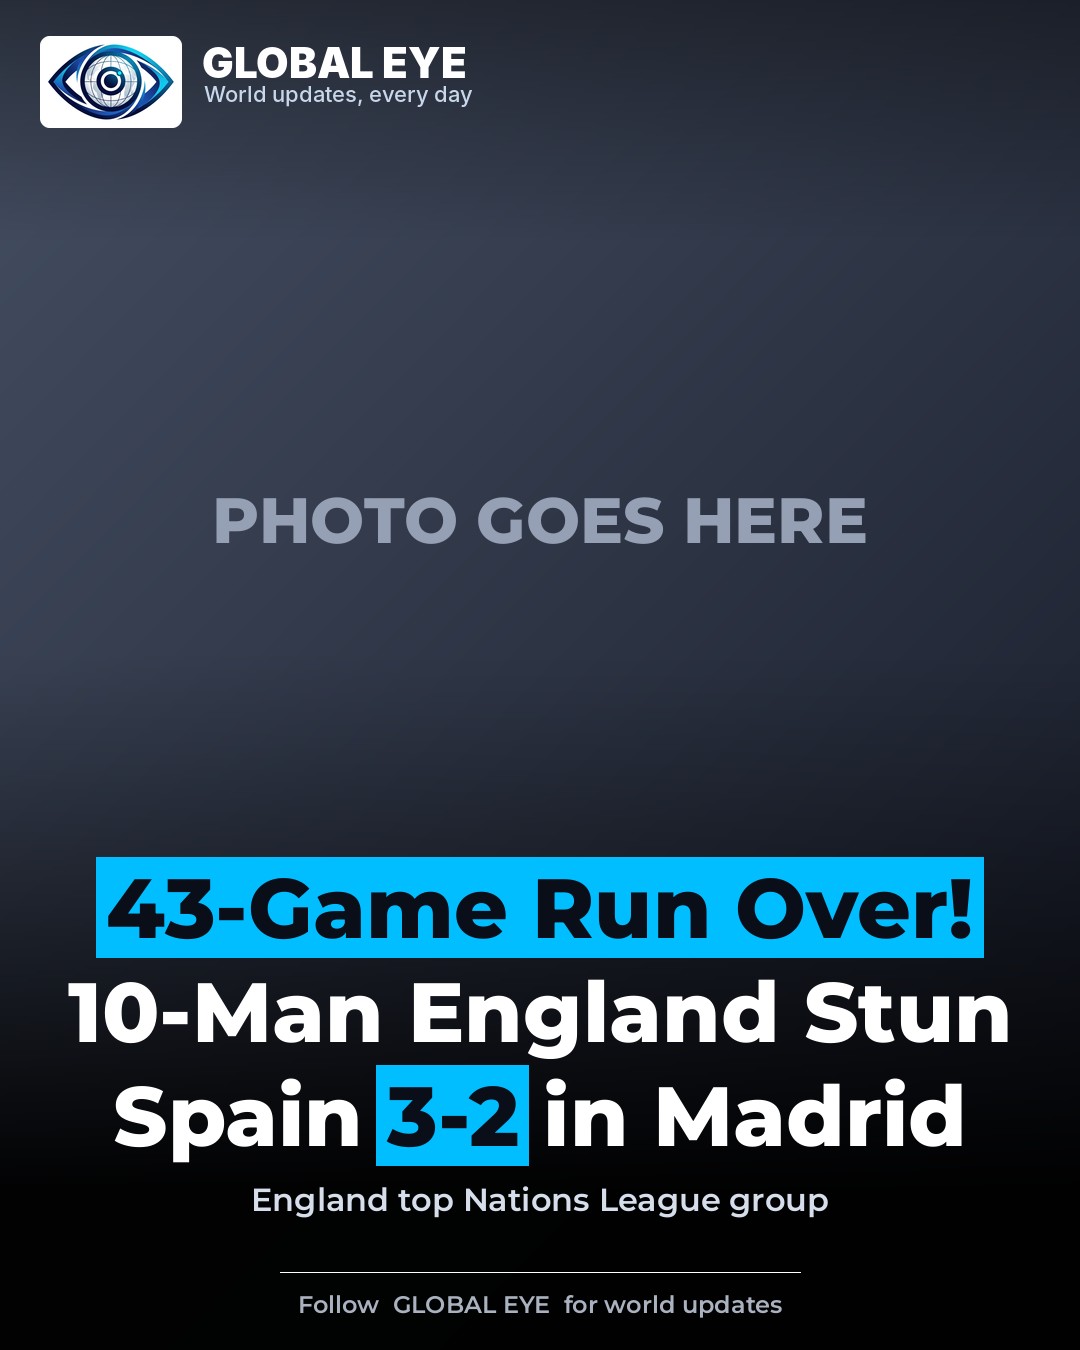 GLOBAL EYE
World updates, every day
PHOTO GOES HERE
43-Game Run Over!
10-Man England Stun
Spain 3-2 in Madrid
England top Nations League group
Follow GLOBAL EYE for world updates